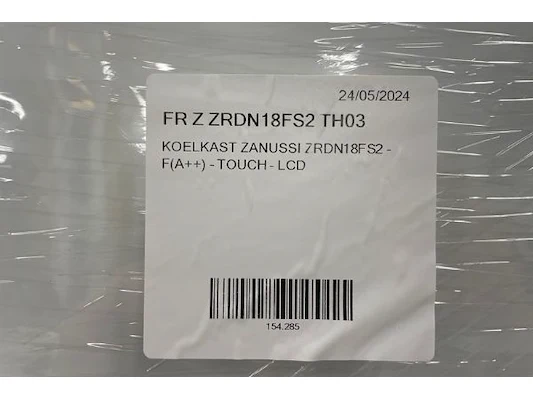 24/05/2024
FR Z ZRDN18FS2 TH03
KOELKAST ZANUSSI ZRDN18FS2 -
F(A++) - TOUCH - LCD
154.285